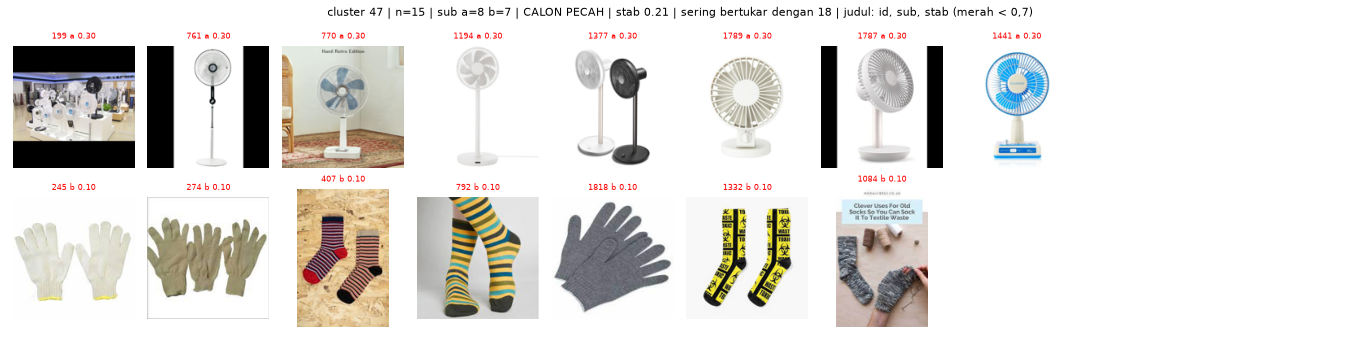 cluster 47 | n=15 | sub a=8 b=7 | CALON PECAH | stab 0.21 | sering bertukar dengan 18 | judul: id, sub, stab (merah < 0,7)
199 a 0.30
761 a 0.30
770 a 0.30
1194 a 0.30
1377 a 0.30
1789 a 0.30
1787 a 0.30
1441 a 0.30
Hotel Retro Edition
245 b 0.10
274 b 0.10
407 b 0.10
792 b 0.10
1818 b 0.10
1332 b 0.10
1084 b 0.10
Clever Uses For Old
Socks So You Can Sock
It To Textile Waste